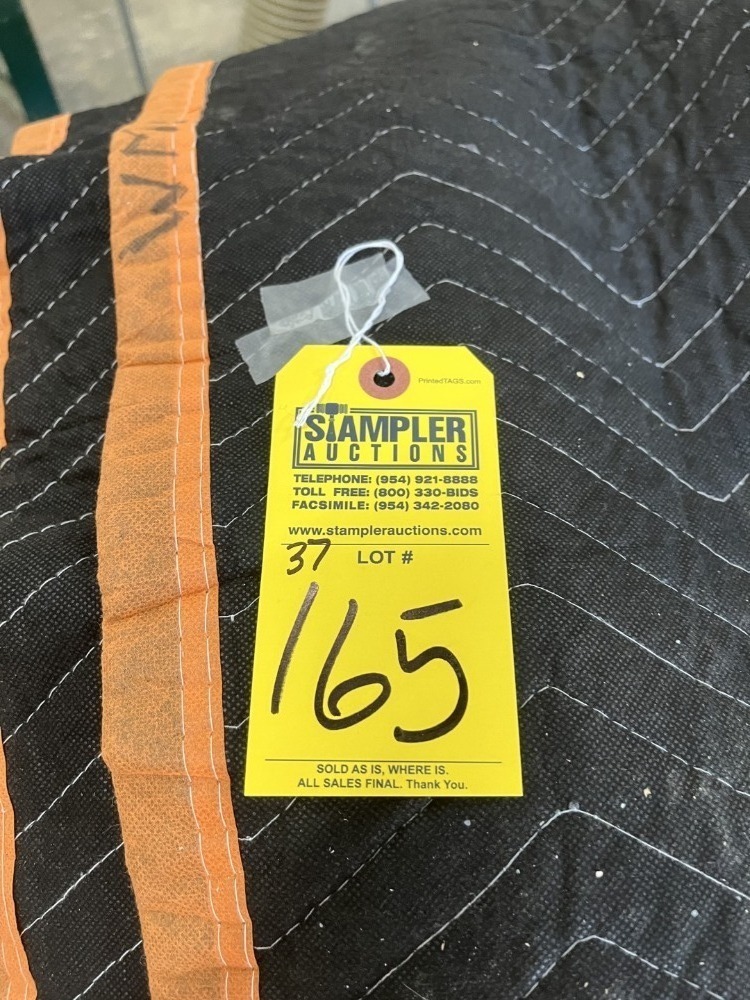 WM
PrintedTAGS.com
STAMPLER
AUCTIONS
TELEPHONE: (954) 921-8888
TOLL FREE: (800) 330-BIDS
FACSIMILE: (954) 342-2080
www.stamplerauctions.com
37 LOT #
165
SOLD AS IS, WHERE IS.
ALL SALES FINAL. Thank You.